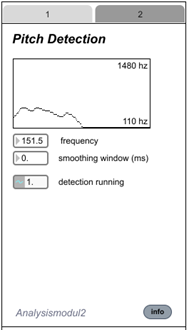 1 2
Pitch Detection
1480 hz
110 hz
151.5 frequency
0. smoothing window (ms)
1. detection running
Analysismodul2 info